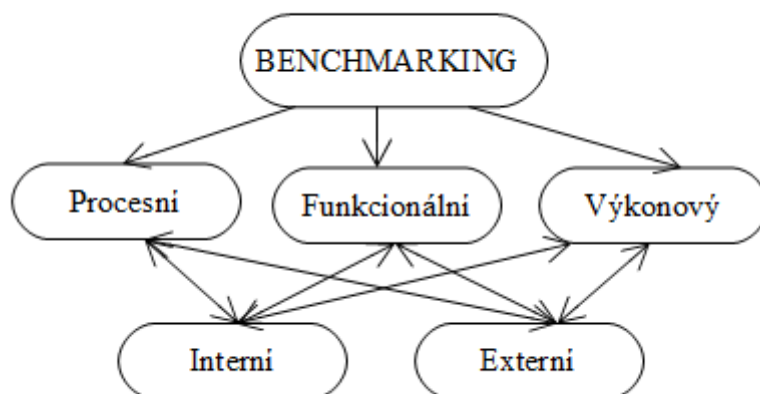 BENCHMARKING
Procesní
Funkcionální
Výkonový
Interní
Externí